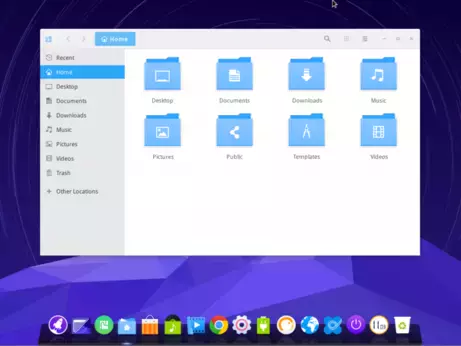 Home
Recent
Home
Desktop
Documents
Downloads
Music
Pictures
Videos
Trash
Other Locations
Desktop Documents Downloads Music
Pictures Public Templates Videos